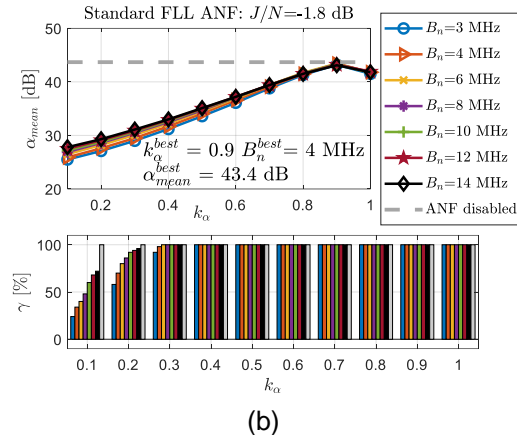 Standard FLL ANF: J/N=-1.8 dB
50
40
30
20
α_mean [dB]
k_α^best = 0.9 B_n^best = 4 MHz
α_mean^best = 43.4 dB
0.2 0.4 0.6 0.8 1
k_α
B_n=3 MHz
B_n=4 MHz
B_n=6 MHz
B_n=8 MHz
B_n=10 MHz
B_n=12 MHz
B_n=14 MHz
ANF disabled
100
50
0
γ [%]
0.1 0.2 0.3 0.4 0.5 0.6 0.7 0.8 0.9 1
k_α
(b)